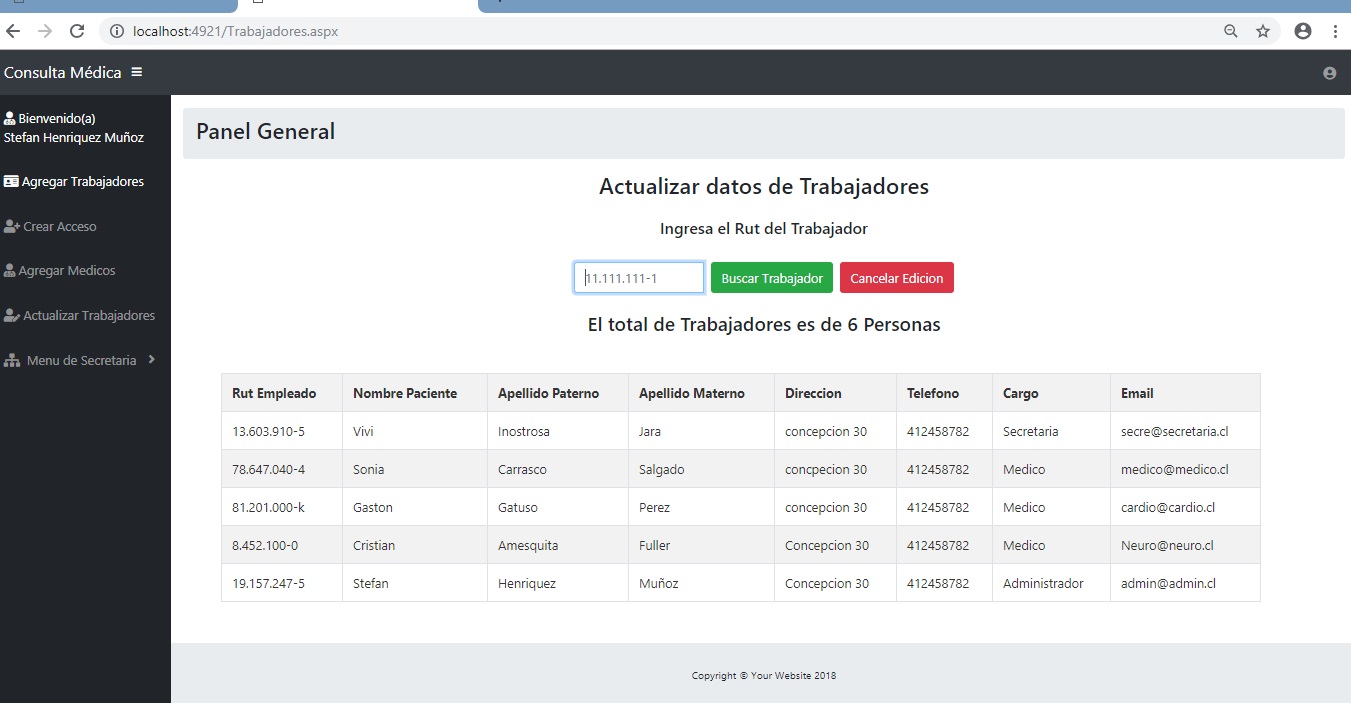 localhost:4921/Trabajadores.aspx
Consulta Médica
Bienvenido(a)
Stefan Henriquez Muñoz
Agregar Trabajadores
Crear Acceso
Agregar Medicos
Actualizar Trabajadores
Menu de Secretaria
Panel General
Actualizar datos de Trabajadores
Ingresa el Rut del Trabajador
11.111.111-1 Buscar Trabajador Cancelar Edicion
El total de Trabajadores es de 6 Personas
Rut Empleado Nombre Paciente Apellido Paterno Apellido Materno Direccion Telefono Cargo Email
13.603.910-5 Vivi Inostrosa Jara concepcion 30 412458782 Secretaria secre@secretaria.cl
78.647.040-4 Sonia Carrasco Salgado concpecion 30 412458782 Medico medico@medico.cl
81.201.000-k Gaston Gatuso Perez concepcion 30 412458782 Medico cardio@cardio.cl
8.452.100-0 Cristian Amesquita Fuller Concepcion 30 412458782 Medico Neuro@neuro.cl
19.157.247-5 Stefan Henriquez Muñoz Concepcion 30 412458782 Administrador admin@admin.cl
Copyright © Your Website 2018